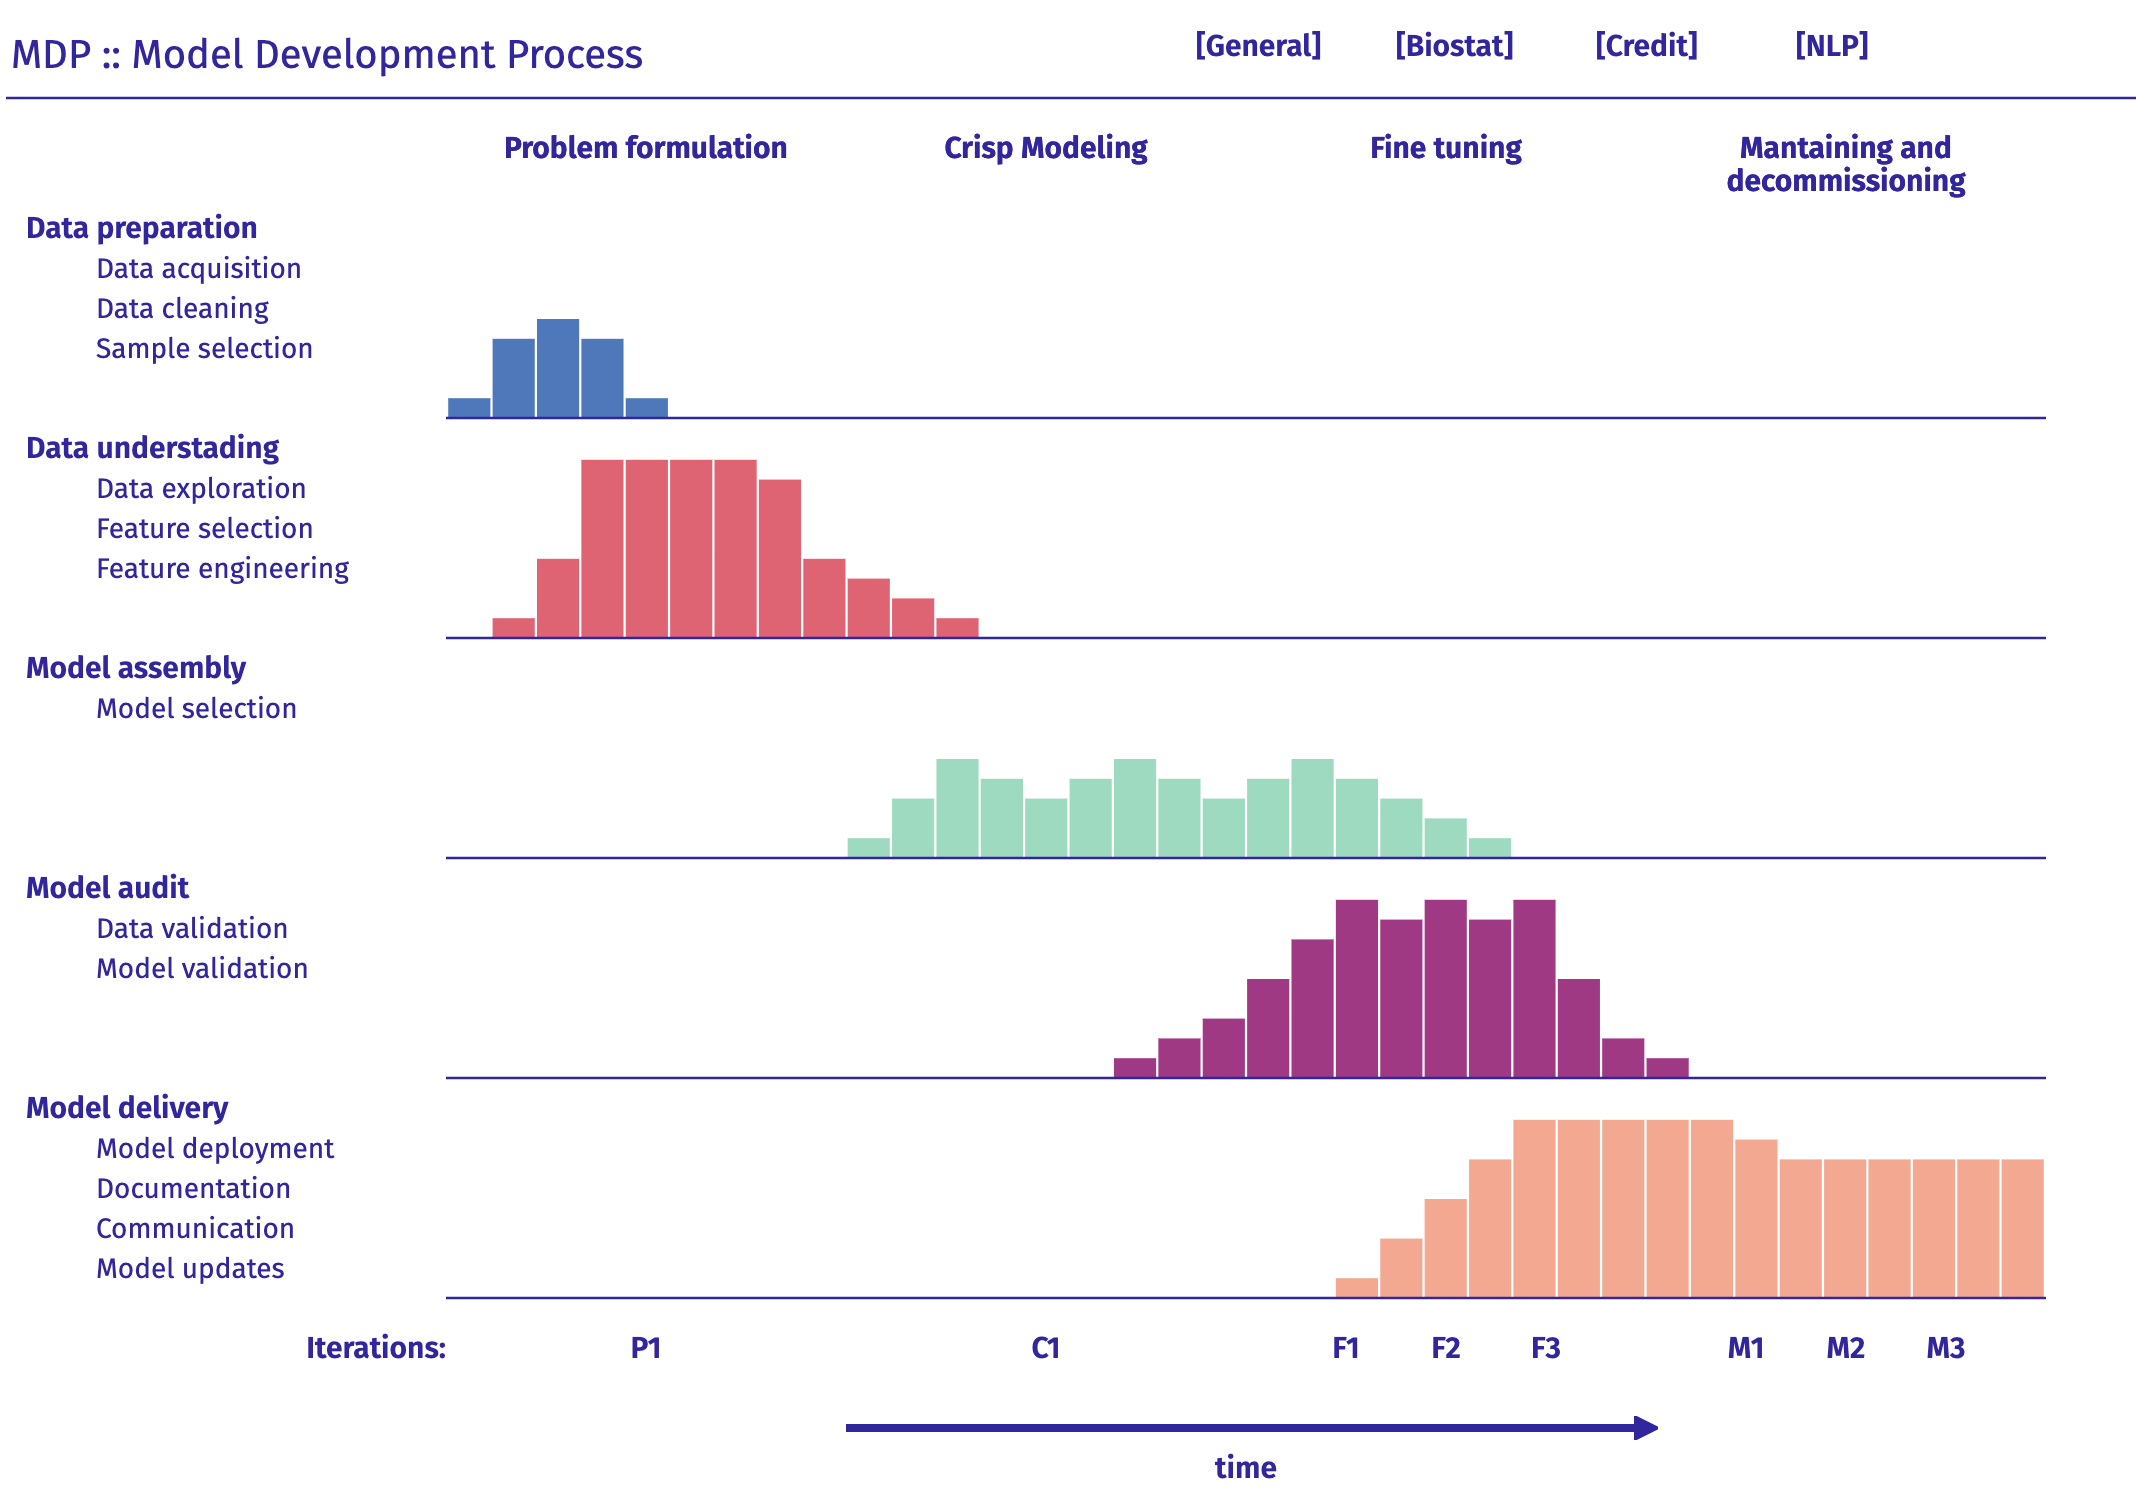 MDP :: Model Development Process
[General] [Biostat] [Credit] [NLP]
Problem formulation
Crisp Modeling
Fine tuning
Mantaining and
decommissioning
Data preparation
Data acquisition
Data cleaning
Sample selection
Data understading
Data exploration
Feature selection
Feature engineering
Model assembly
Model selection
Model audit
Data validation
Model validation
Model delivery
Model deployment
Documentation
Communication
Model updates
Iterations: P1 C1 F1 F2 F3 M1 M2 M3
time